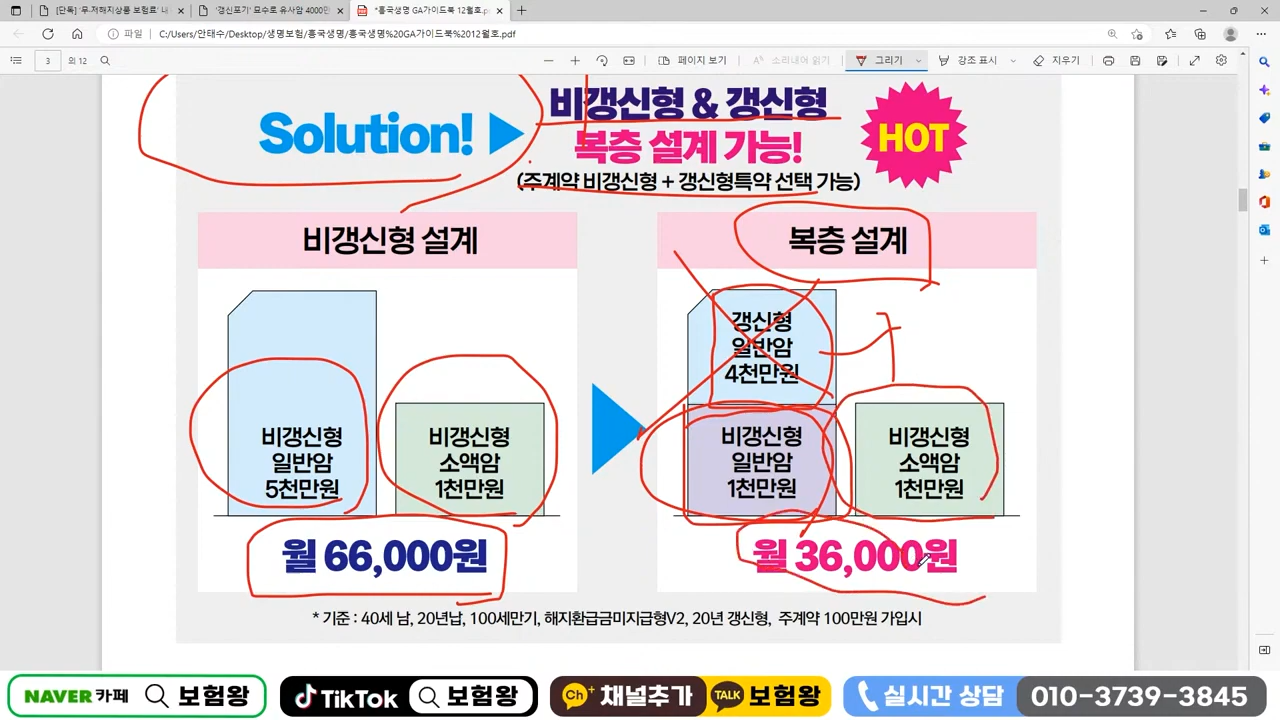 [단독] '무·저해지상품 보험료' 내
'갱신포기' 묘수로 유사암 4000만
*흥국생명 GA가이드북 12월호.p
파일 C:/Users/안태수/Desktop/생명보험/흥국생명/흥국생명%20GA가이드북%2012월호.pdf
3 의 12 페이지 보기 소리내어 읽기 그리기 강조 표시 지우기
Solution!
비갱신형 & 갱신형
복층 설계 가능!
(주계약 비갱신형 + 갱신형특약 선택 가능)
HOT
비갱신형 설계
비갱신형
일반암
5천만원
비갱신형
소액암
1천만원
월 66,000원
복층 설계
갱신형
일반암
4천만원
비갱신형
일반암
1천만원
비갱신형
소액암
1천만원
월 36,000원
* 기준 : 40세 남, 20년납, 100세만기, 해지환급금미지급형V2, 20년 갱신형, 주계약 100만원 가입시
NAVER 카페 보험왕
TikTok 보험왕
Ch+ 채널추가 TALK 보험왕
실시간 상담 010-3739-3845